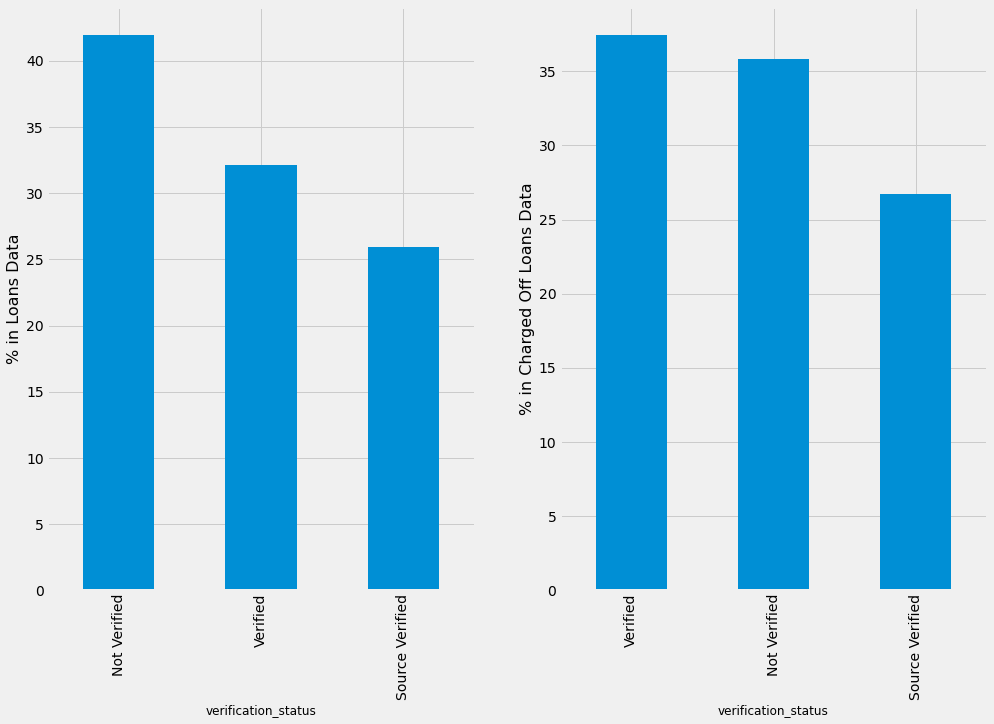 % in Loans Data
40
35
30
25
20
15
10
5
0
Not Verified
Verified
Source Verified
verification_status
% in Charged Off Loans Data
35
30
25
20
15
10
5
0
Verified
Not Verified
Source Verified
verification_status